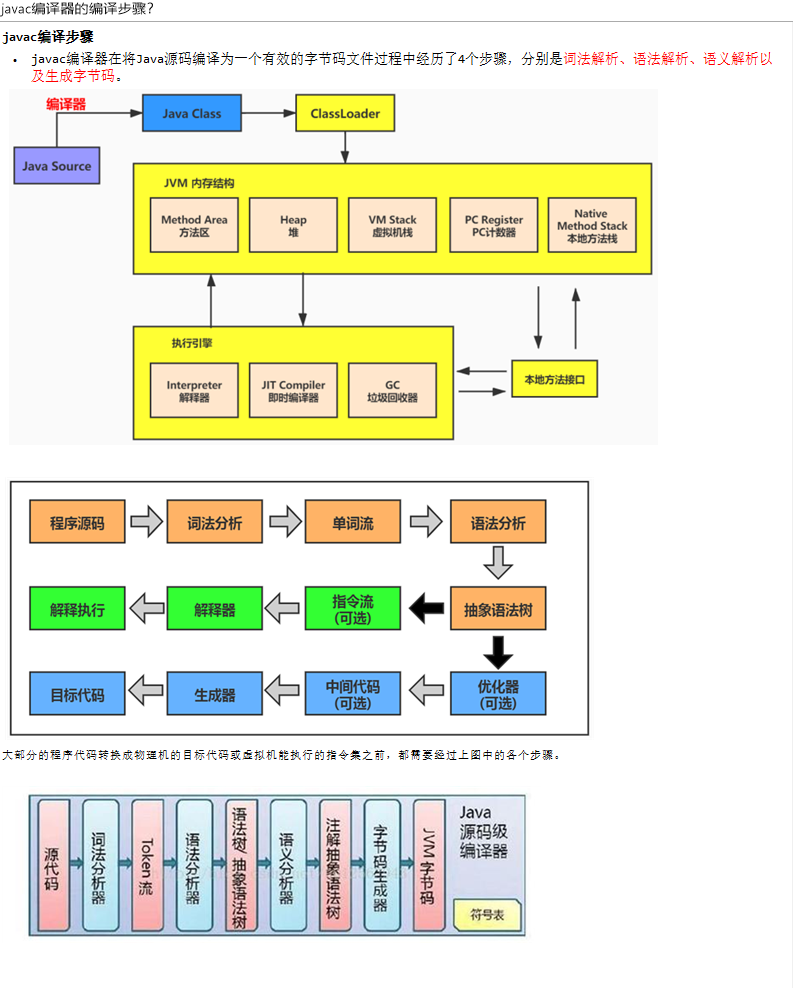 javac编译器的编译步骤?
javac编译步骤
• javac编译器在将Java源码编译为一个有效的字节码文件过程中经历了4个步骤，分别是词法解析、语法解析、语义解析以
及生成字节码。
编译器
Java Class
ClassLoader
Java Source
JVM 内存结构
Method Area
方法区
Heap
堆
VM Stack
虚拟机栈
PC Register
PC计数器
Native
Method Stack
本地方法栈
执行引擎
Interpreter
解释器
JIT Compiler
即时编译器
GC
垃圾回收器
本地方法接口
程序源码
词法分析
单词流
语法分析
解释执行
解释器
指令流
(可选)
抽象语法树
目标代码
生成器
中间代码
(可选)
优化器
(可选)
大部分的程序代码转换成物理机的目标代码或虚拟机能执行的指令集之前，都需要经过上图中的各个步骤。
源代码
词法分析器
Token 流
语法分析器
语法树/ 抽象语法树
语义分析器
注解抽象语法树
字节码生成器
JVM 字节码
Java
源码级
编译器
符号表